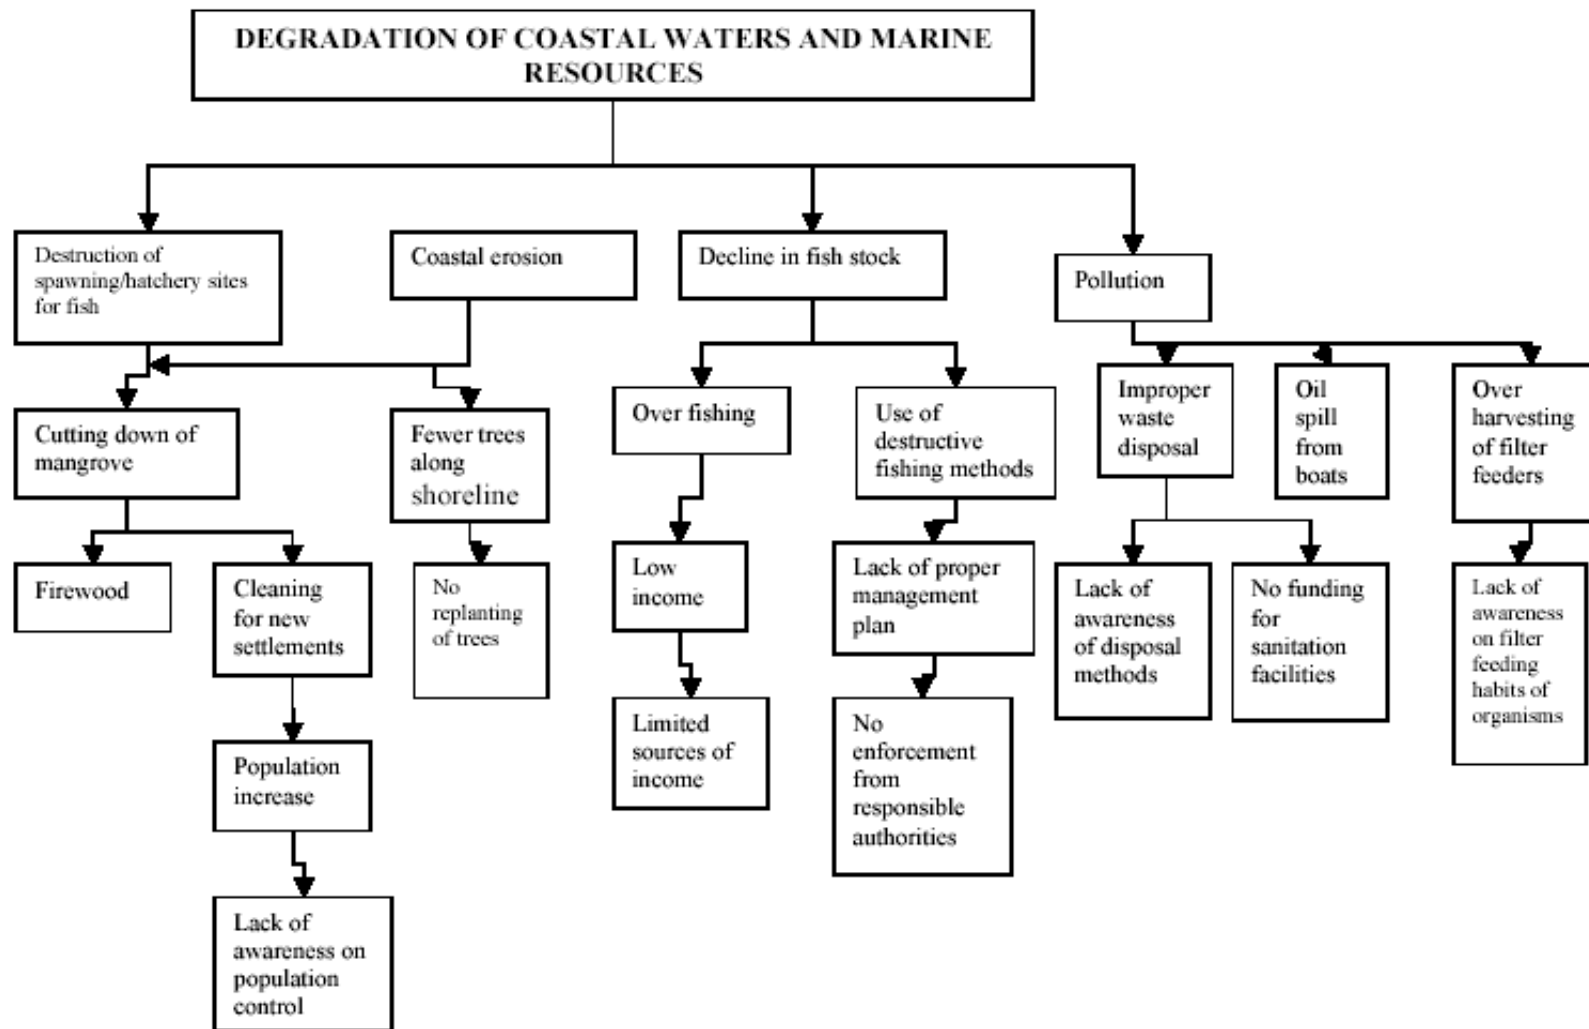 DEGRADATION OF COASTAL WATERS AND MARINE
RESOURCES
Destruction of
spawning/hatchery sites
for fish
Coastal erosion
Decline in fish stock
Pollution
Cutting down of
mangrove
Fewer trees
along
shoreline
Over fishing
Use of
destructive
fishing methods
Improper
waste
disposal
Oil
spill
from
boats
Over
harvesting
of filter
feeders
Firewood
Cleaning
for new
settlements
No
replanting
of trees
Low
income
Lack of proper
management
plan
Lack of
awareness
of disposal
methods
No funding
for
sanitation
facilities
Lack of
awareness
on filter
feeding
habits of
organisms
Population
increase
Limited
sources of
income
No
enforcement
from
responsible
authorities
Lack of
awareness on
population
control